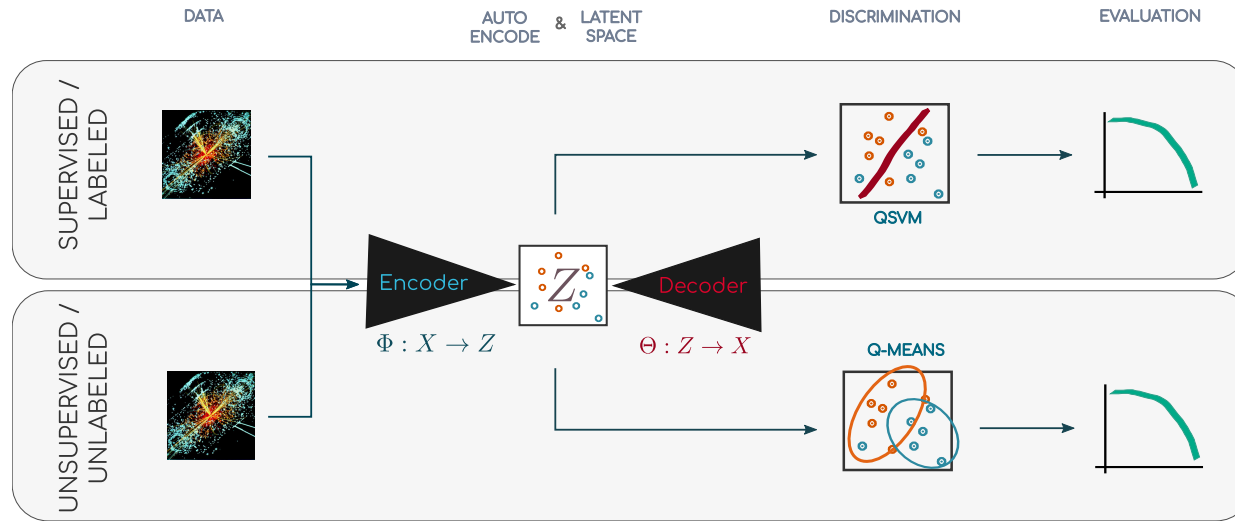 DATA
AUTO
ENCODE
&
LATENT
SPACE
DISCRIMINATION
EVALUATION
SUPERVISED /
LABELED
QSVM
Encoder
Z
Decoder
Φ : X → Z
Θ : Z → X
UNSUPERVISED /
UNLABELED
Q-MEANS